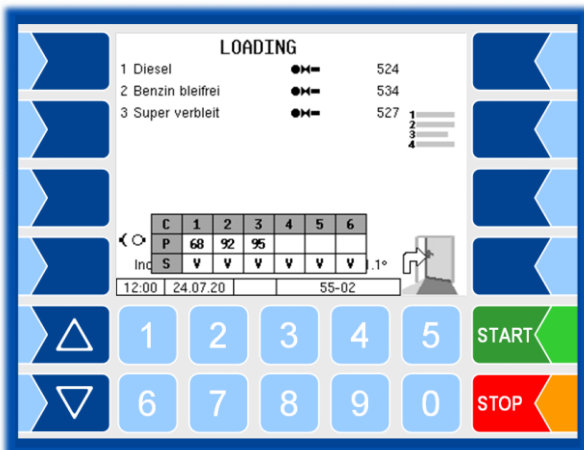 LOADING
1 Diesel 524
2 Benzin bleifrei 534
3 Super verbleit 527
1
2
3
4
C 1 2 3 4 5 6
P 68 92 95
S V V V V V V
Inc .1°
12:00 24.07.20 55-02
1 2 3 4 5 START
6 7 8 9 0 STOP